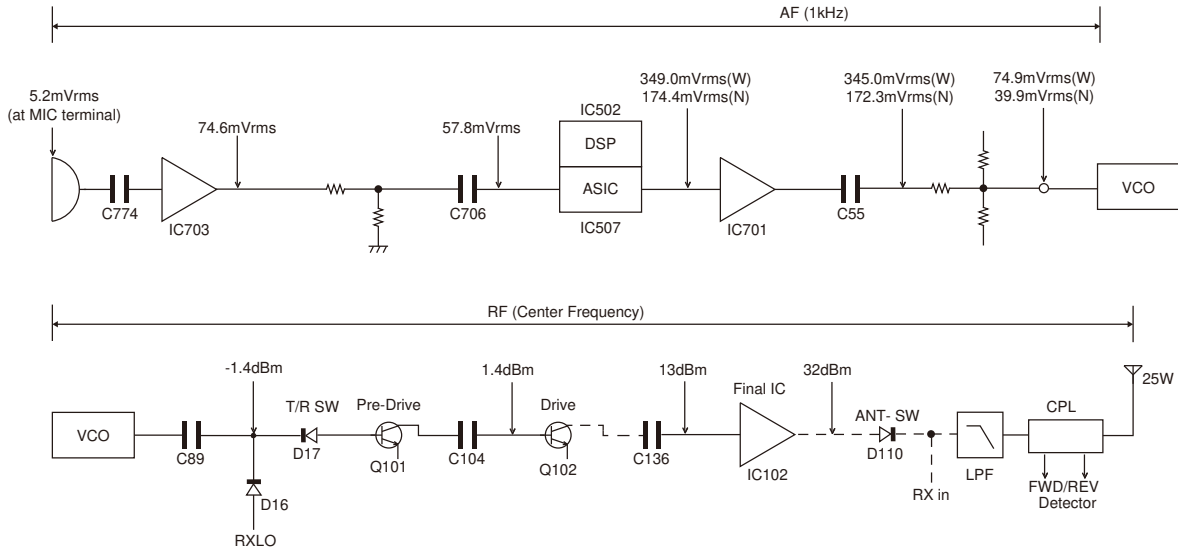 AF (1kHz)
5.2mVrms
(at MIC terminal)
74.6mVrms
57.8mVrms
349.0mVrms(W)
174.4mVrms(N)
345.0mVrms(W)
172.3mVrms(N)
74.9mVrms(W)
39.9mVrms(N)
IC502
DSP
ASIC
IC507
VCO
C774
IC703
C706
IC701
C55
RF (Center Frequency)
-1.4dBm
1.4dBm
13dBm
32dBm
25W
T/R SW
Pre-Drive
Drive
Final IC
ANT- SW
CPL
VCO
C89
D17
Q101
C104
Q102
C136
IC102
D110
LPF
FWD/REV
Detector
RX in
D16
RXLO